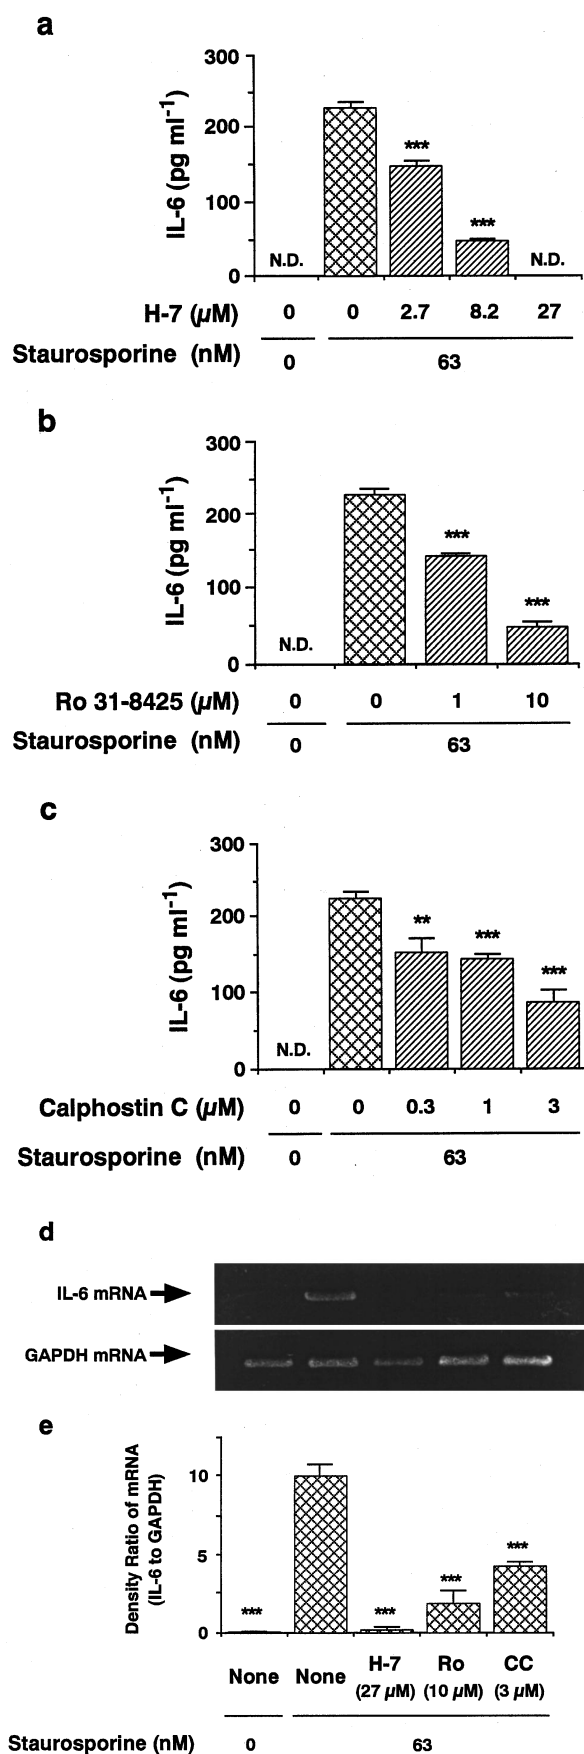 a
300
200
100
0
IL-6 (pg ml-1)
N.D.
***
***
N.D.
H-7 (µM) 0 0 2.7 8.2 27
Staurosporine (nM) 0 63
b
300
200
100
0
IL-6 (pg ml-1)
N.D.
***
***
Ro 31-8425 (µM) 0 0 1 10
Staurosporine (nM) 0 63
c
300
200
100
0
IL-6 (pg ml-1)
N.D.
**
***
***
Calphostin C (µM) 0 0 0.3 1 3
Staurosporine (nM) 0 63
d
IL-6 mRNA
GAPDH mRNA
e
Density Ratio of mRNA
(IL-6 to GAPDH)
10
5
0
***
***
***
***
None None H-7 Ro CC
(27 µM) (10 µM) (3 µM)
Staurosporine (nM) 0 63